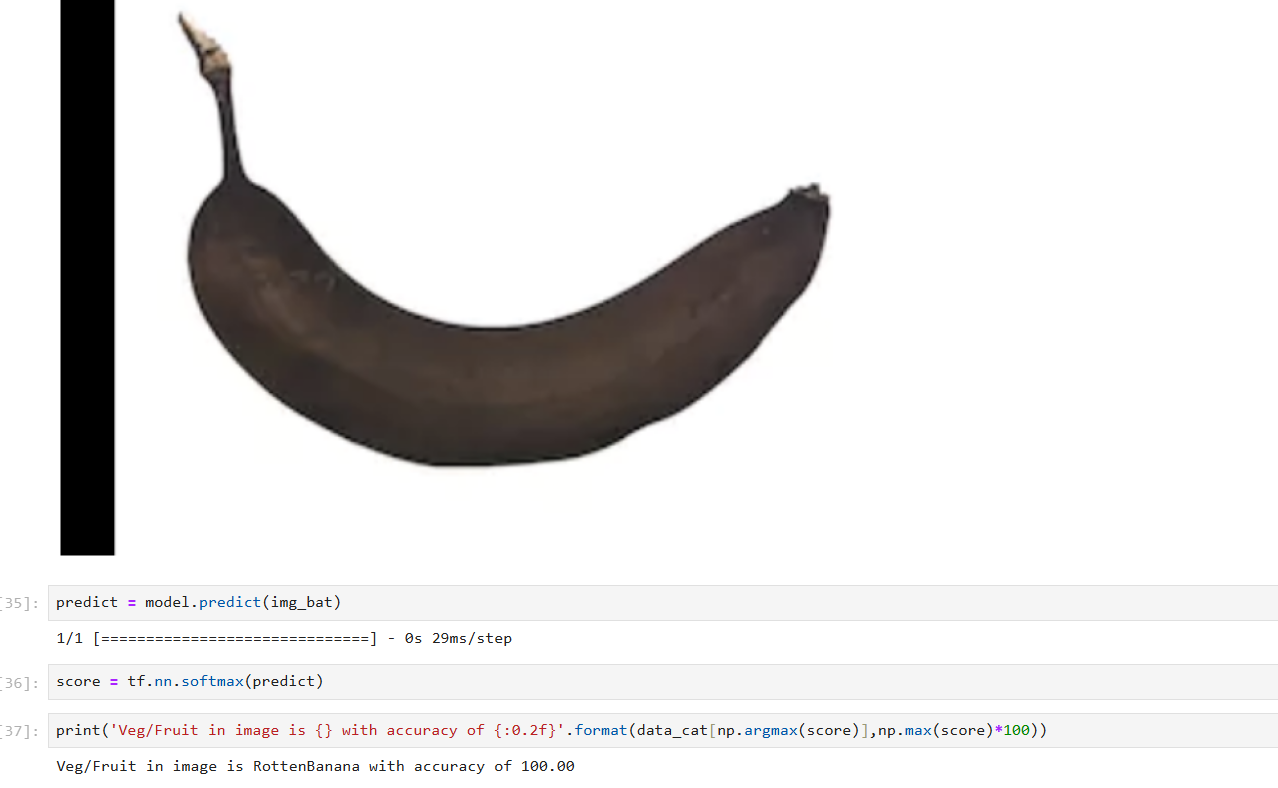 [35]: predict = model.predict(img_bat)
1/1 [==============================] - 0s 29ms/step
[36]: score = tf.nn.softmax(predict)
[37]: print('Veg/Fruit in image is {} with accuracy of {:0.2f}'.format(data_cat[np.argmax(score)],np.max(score)*100))
Veg/Fruit in image is RottenBanana with accuracy of 100.00